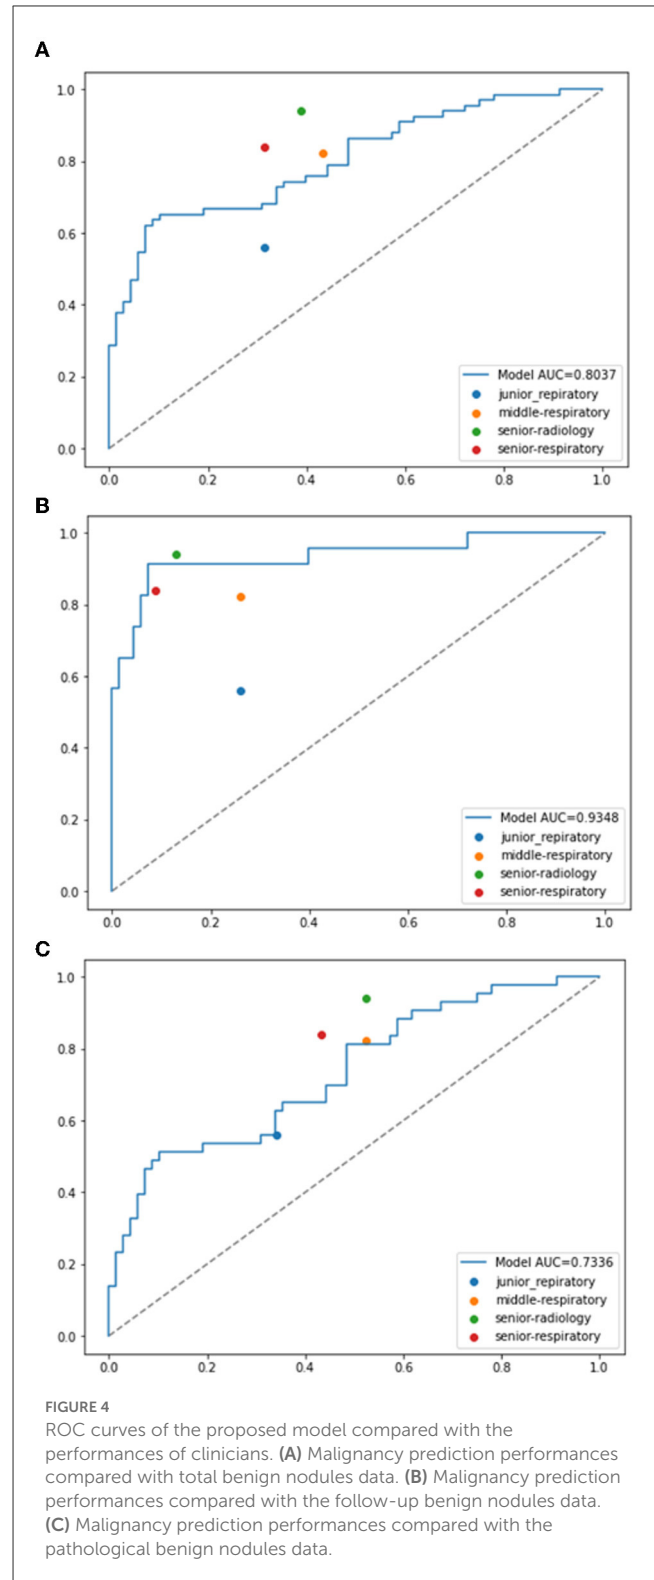 A
1.0
0.8
0.6
0.4
0.2
0.0
Model AUC=0.8037
junior_repiratory
middle-respiratory
senior-radiology
senior-respiratory
0.0 0.2 0.4 0.6 0.8 1.0
B
1.0
0.8
0.6
0.4
0.2
0.0
Model AUC=0.9348
junior_repiratory
middle-respiratory
senior-radiology
senior-respiratory
0.0 0.2 0.4 0.6 0.8 1.0
C
1.0
0.8
0.6
0.4
0.2
0.0
Model AUC=0.7336
junior_repiratory
middle-respiratory
senior-radiology
senior-respiratory
0.0 0.2 0.4 0.6 0.8 1.0
FIGURE 4
ROC curves of the proposed model compared with the
performances of clinicians. (A) Malignancy prediction performances
compared with total benign nodules data. (B) Malignancy prediction
performances compared with the follow-up benign nodules data.
(C) Malignancy prediction performances compared with the
pathological benign nodules data.